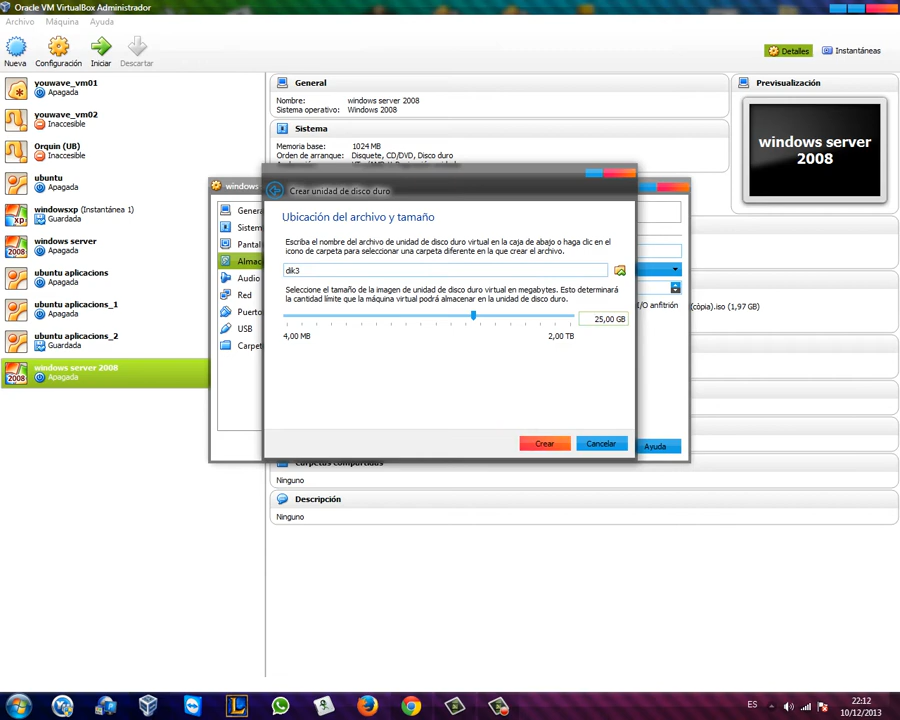 Oracle VM VirtualBox Administrador
Archivo Máquina Ayuda
Nueva Configuración Iniciar Descartar
Detalles Instantáneas
youwave_vm01
Apagada
youwave_vm02
Inaccesible
Orquin (UB)
Inaccesible
ubuntu
Apagada
windowsxp (Instantánea 1)
Guardada
windows server
Apagada
ubuntu aplicacions
Apagada
ubuntu aplicacions_1
Apagada
ubuntu aplicacions_2
Guardada
windows server 2008
Apagada
General
Nombre: windows server 2008
Sistema operativo: Windows 2008
Sistema
Memoria base: 1024 MB
Orden de arranque: Disquete, CD/DVD, Disco duro
Previsualización
windows server
2008
windows
Genera
Sistem
Pantal
Almac
Audio
Red
Puerto
USB
Carpet
Crear unidad de disco duro
Ubicación del archivo y tamaño
Escriba el nombre del archivo de unidad de disco duro virtual en la caja de abajo o haga clic en el
icono de carpeta para seleccionar una carpeta diferente en la que crear el archivo.
dik3
Seleccione el tamaño de la imagen de unidad de disco duro virtual en megabytes. Esto determinará
la cantidad límite que la máquina virtual podrá almacenar en la unidad de disco duro.
25,00 GB
4,00 MB 2,00 TB
Crear Cancelar
I/O anfitrión
(cópia).iso (1,97 GB)
Ayuda
Carpetas compartidas
Ninguno
Descripción
Ninguno
ES
22:12
10/12/2013